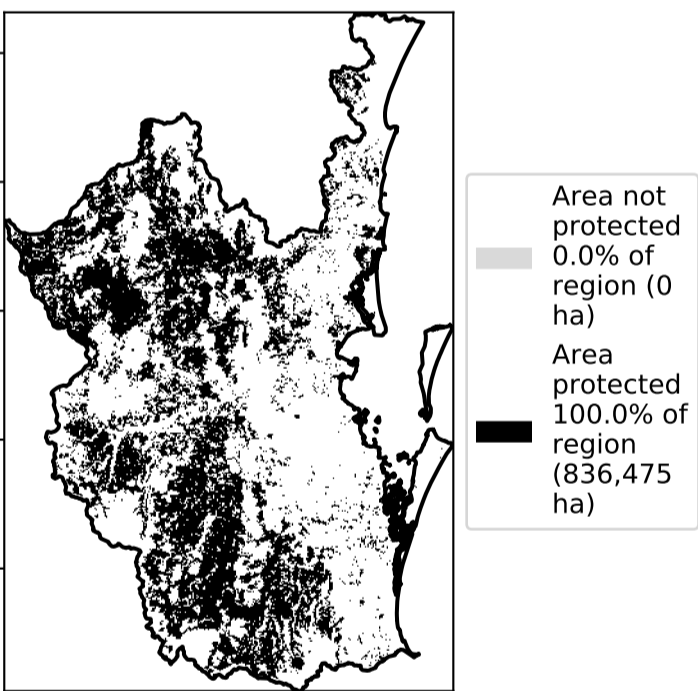 Area not
protected
0.0% of
region (0
ha)
Area
protected
100.0% of
region
(836,475
ha)